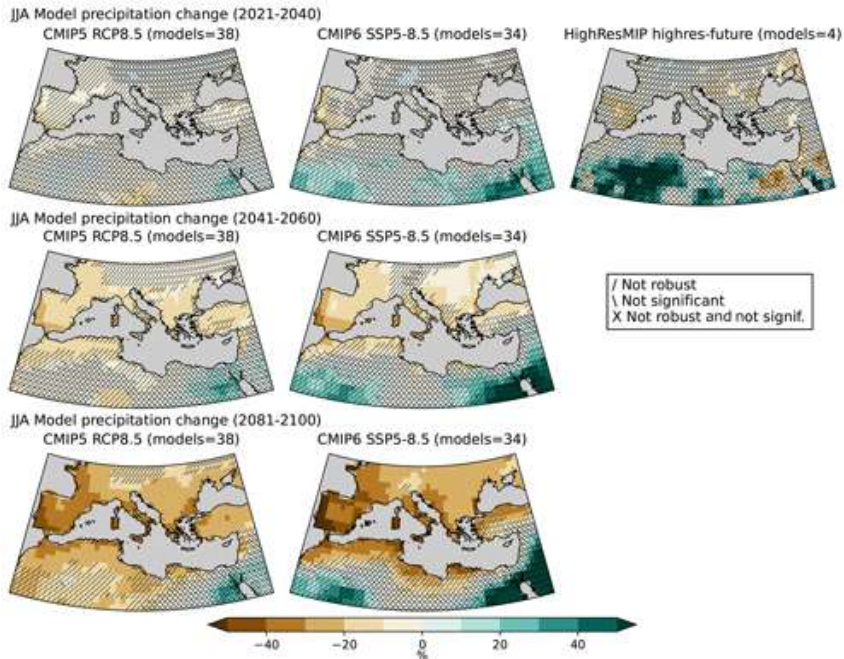 JJA Model precipitation change (2021-2040)
CMIP5 RCP8.5 (models=38)
CMIP6 SSP5-8.5 (models=34)
HighResMIP highres-future (models=4)
JJA Model precipitation change (2041-2060)
CMIP5 RCP8.5 (models=38)
CMIP6 SSP5-8.5 (models=34)
/ Not robust
\ Not significant
X Not robust and not signif.
JJA Model precipitation change (2081-2100)
CMIP5 RCP8.5 (models=38)
CMIP6 SSP5-8.5 (models=34)
−40 −20 0 20 40
%